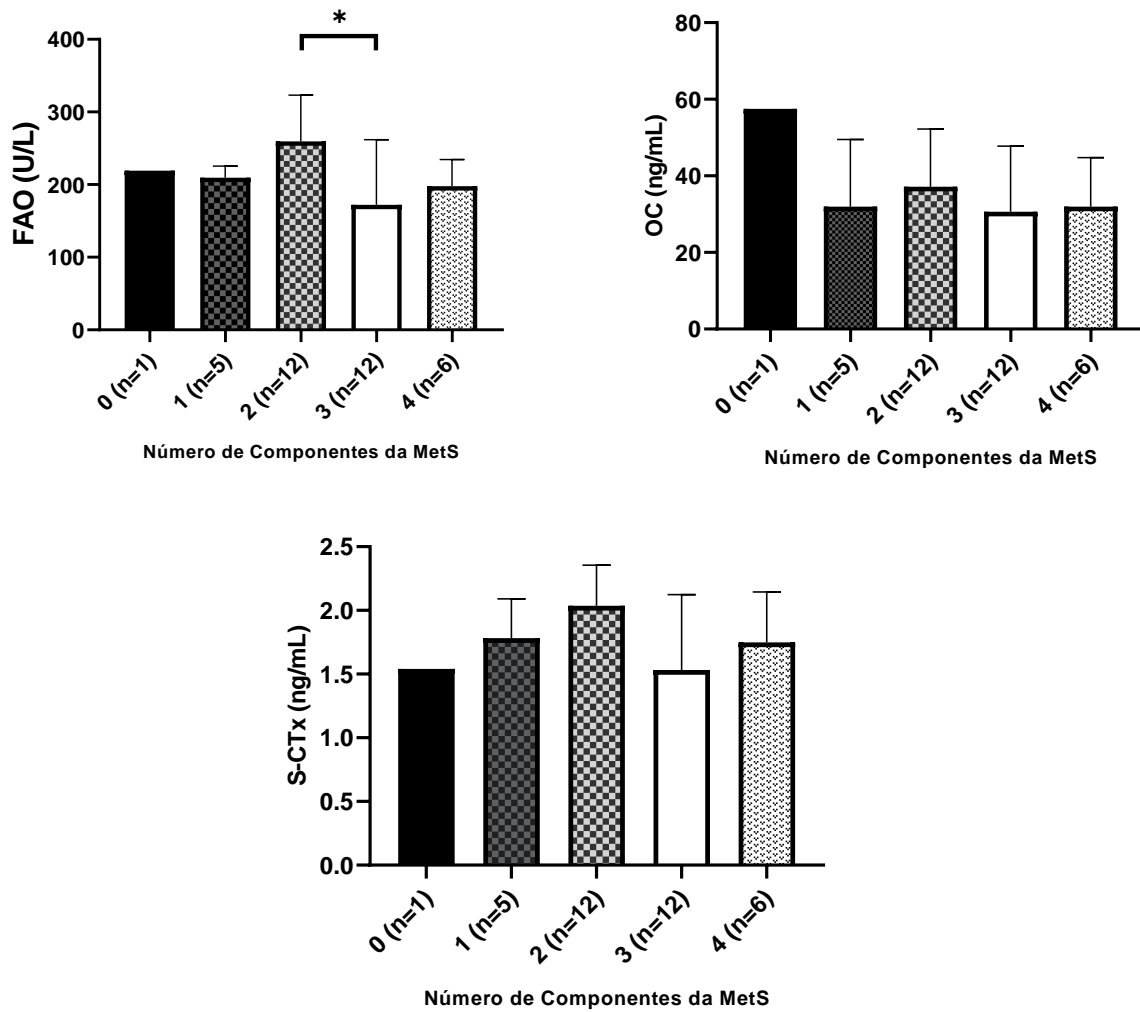 *
400
300
200
100
0
FAO (U/L)
0 (n=1)
1 (n=5)
2 (n=12)
3 (n=12)
4 (n=6)
Número de Componentes da MetS
80
60
40
20
0
OC (ng/mL)
0 (n=1)
1 (n=5)
2 (n=12)
3 (n=12)
4 (n=6)
Número de Componentes da MetS
2.5
2.0
1.5
1.0
0.5
0.0
S-CTx (ng/mL)
0 (n=1)
1 (n=5)
2 (n=12)
3 (n=12)
4 (n=6)
Número de Componentes da MetS